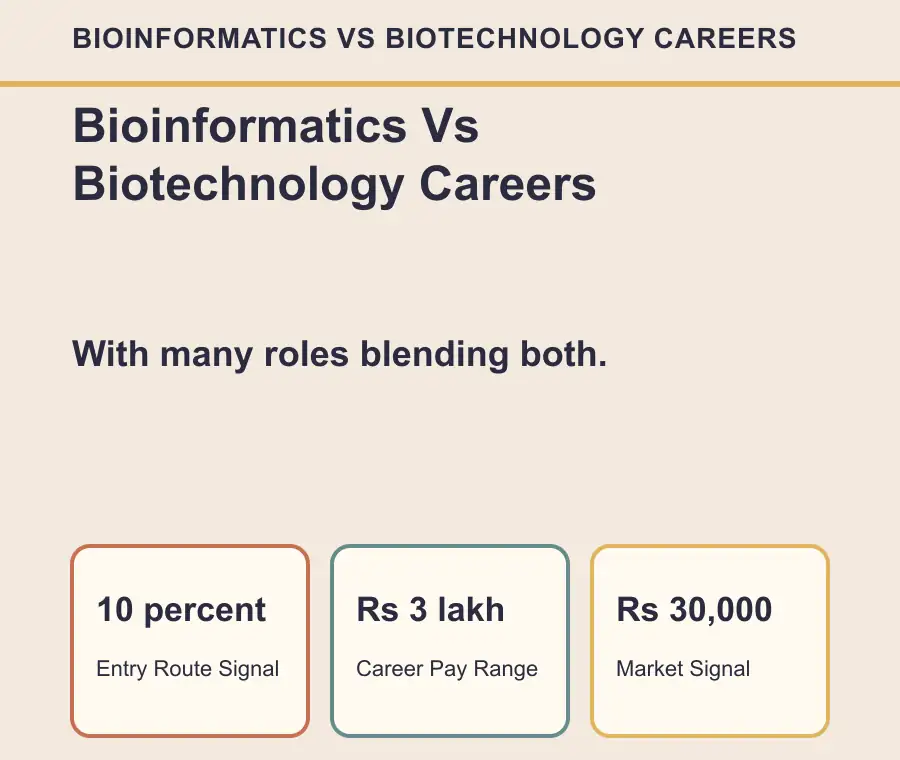 BIOINFORMATICS VS BIOTECHNOLOGY CAREERS
Bioinformatics Vs
Biotechnology Careers
With many roles blending both.
10 percent
Entry Route Signal
Rs 3 lakh
Career Pay Range
Rs 30,000
Market Signal